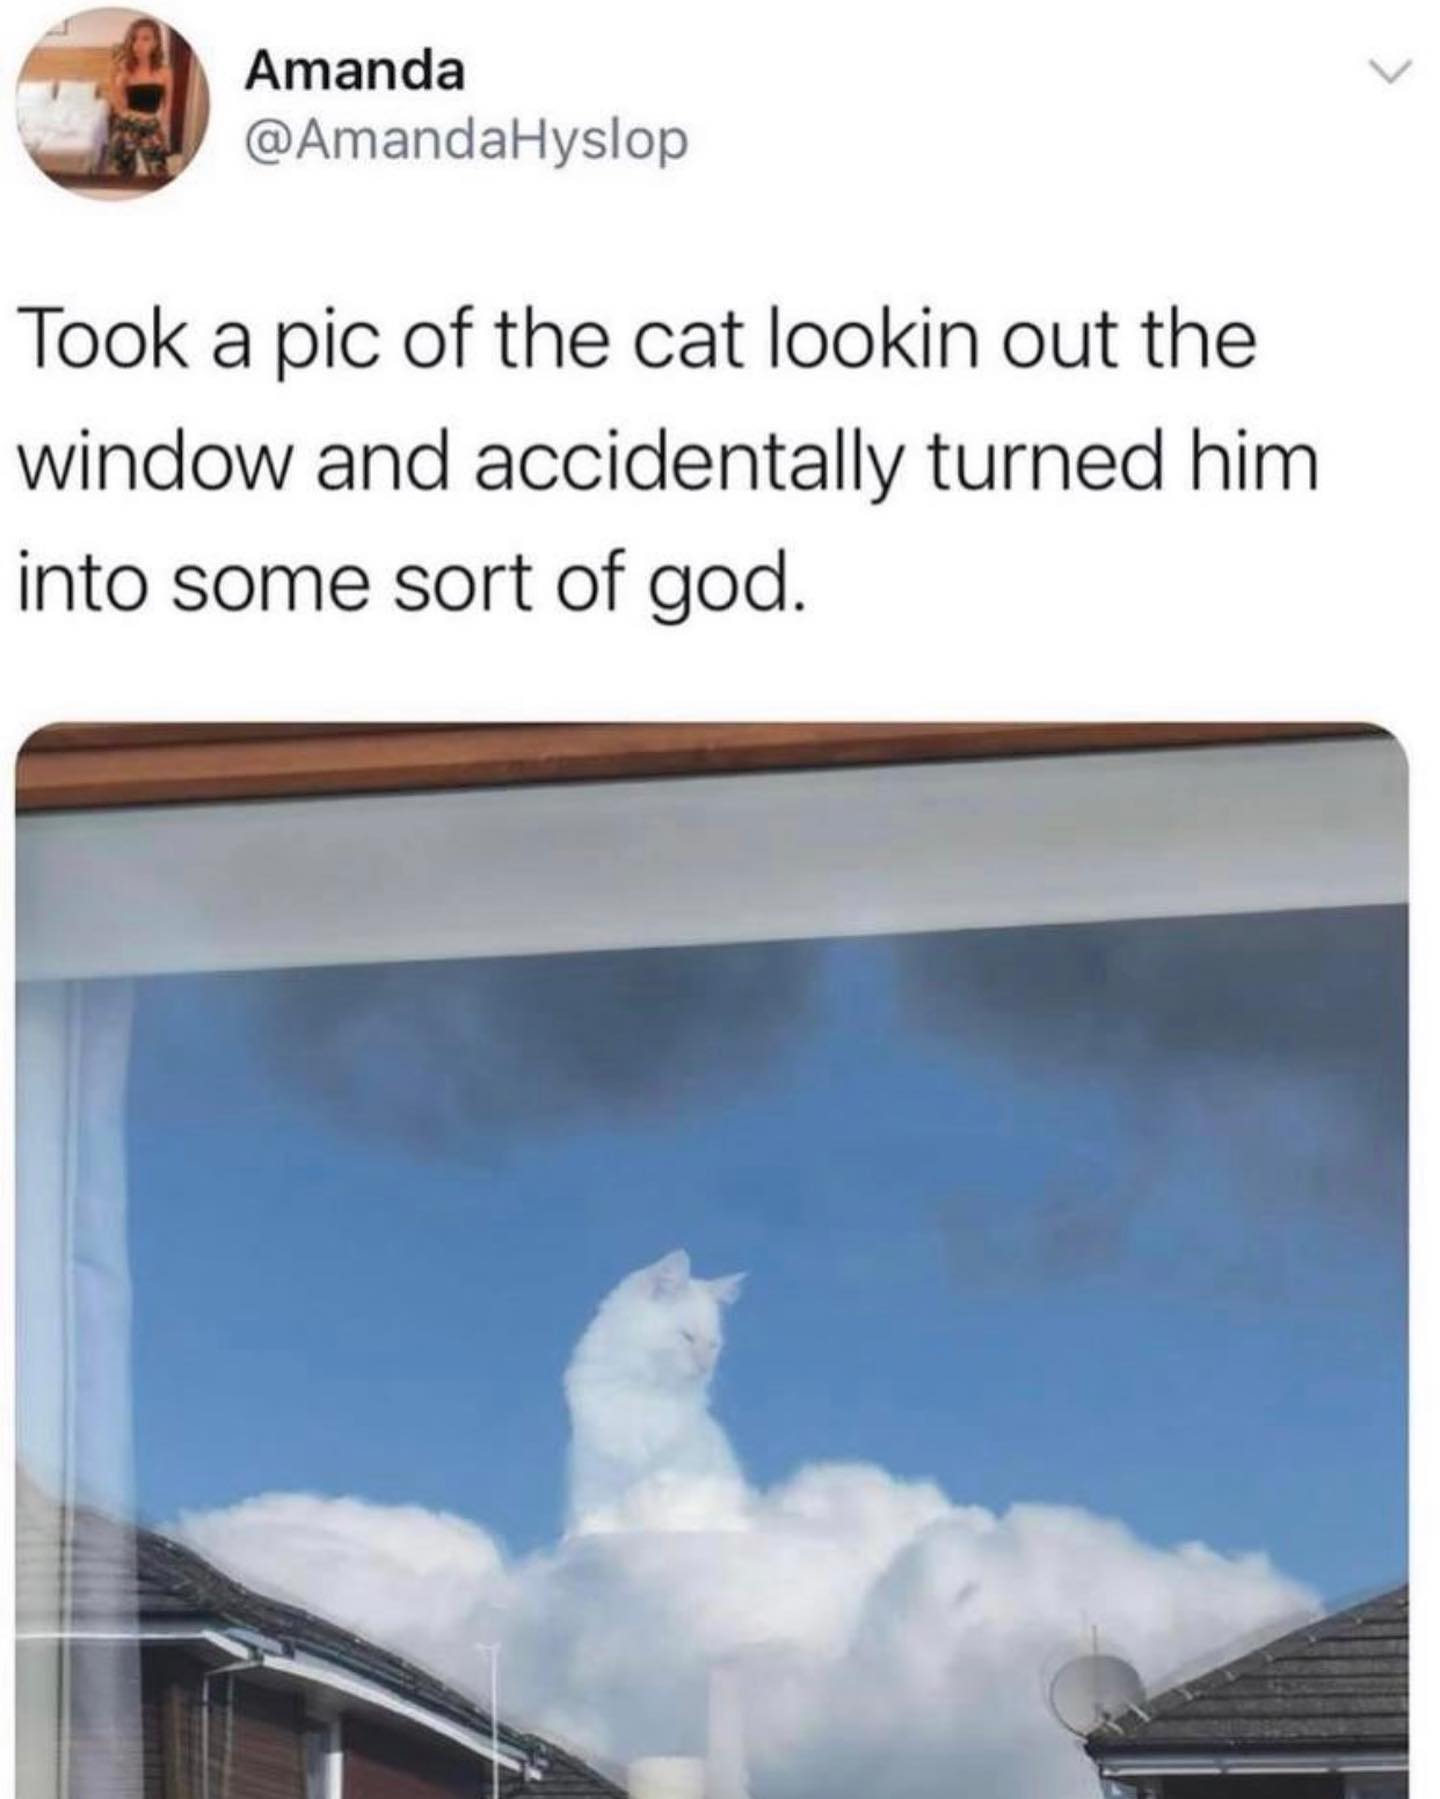 Amanda
@AmandaHyslop
Took a pic of the cat lookin out the
window and accidentally turned him
into some sort of god.